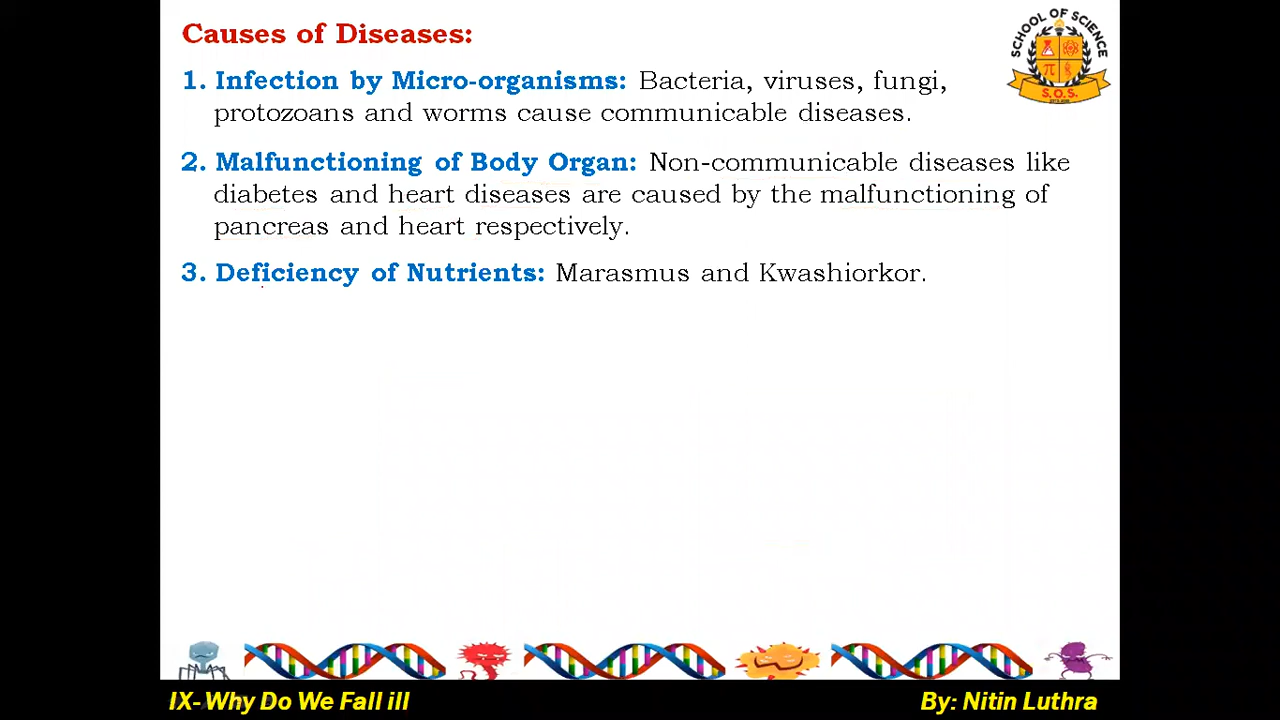 Causes of Diseases:
SCHOOL OF SCIENCE
S.O.S.
1. Infection by Micro-organisms: Bacteria, viruses, fungi,
protozoans and worms cause communicable diseases.
2. Malfunctioning of Body Organ: Non-communicable diseases like
diabetes and heart diseases are caused by the malfunctioning of
pancreas and heart respectively.
3. Deficiency of Nutrients: Marasmus and Kwashiorkor.
IX- Why Do We Fall ill
By: Nitin Luthra